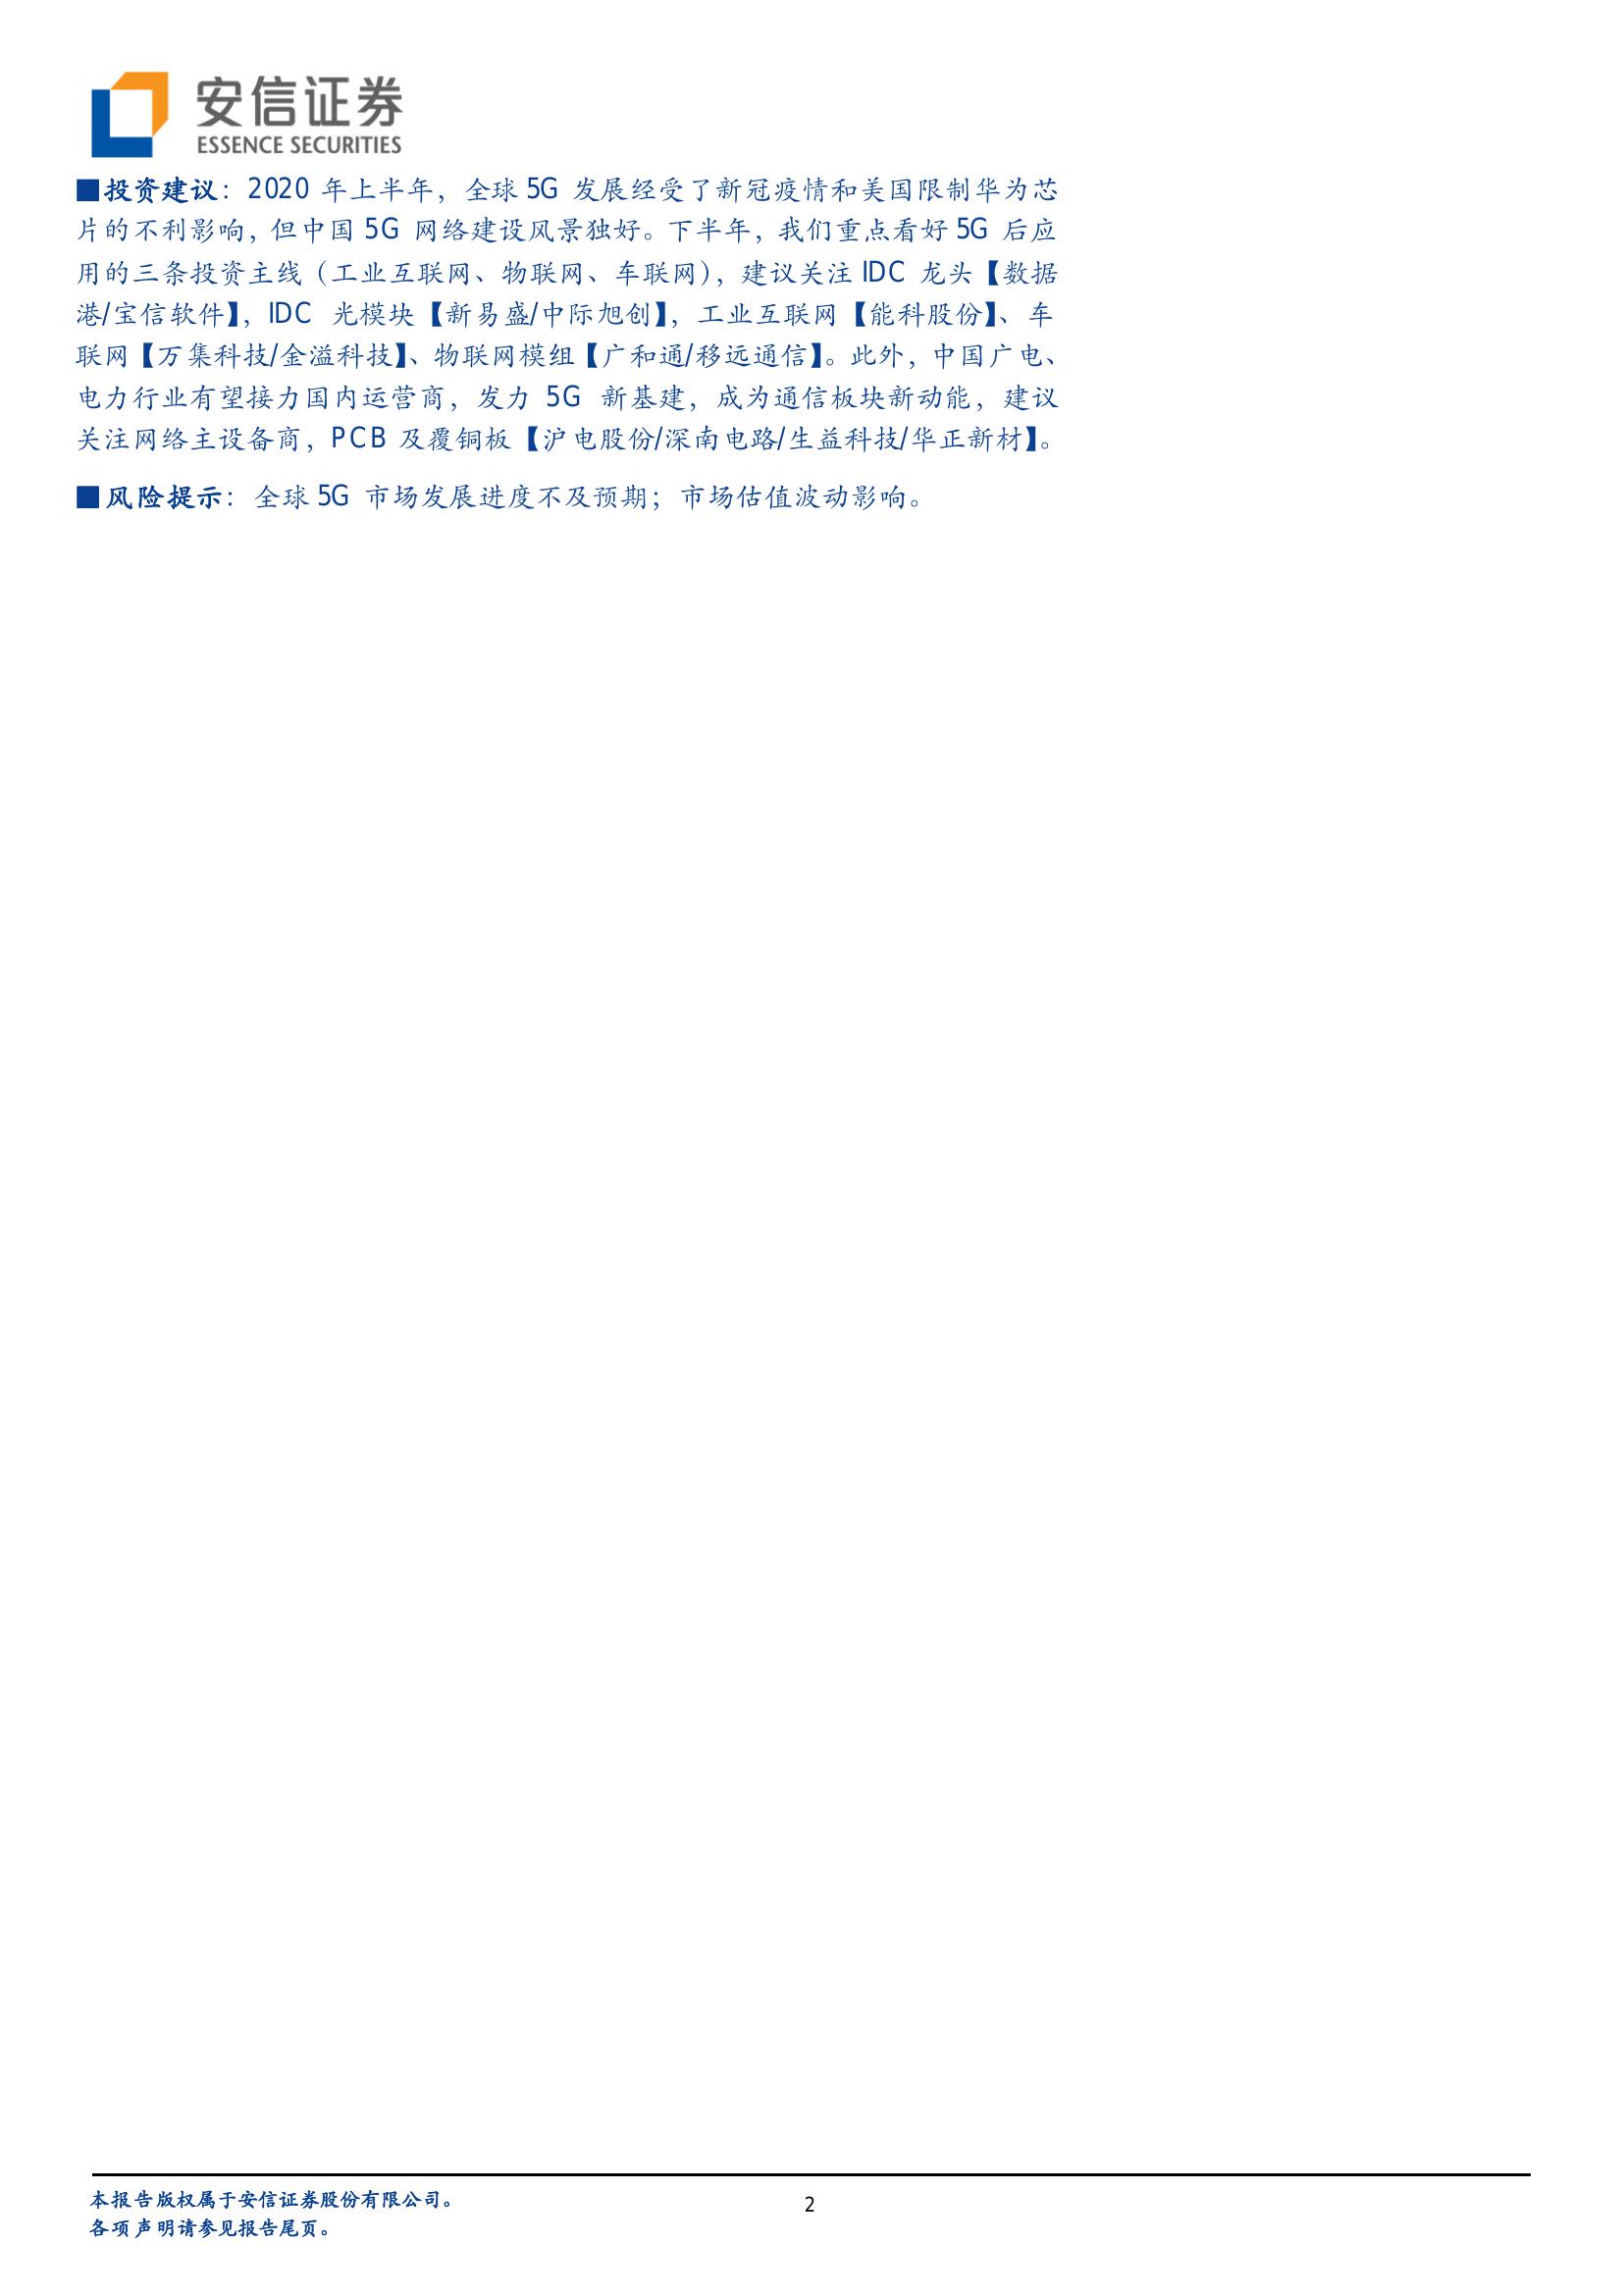 安信证券
ESSENCE SECURITIES
■投资建议：2020 年上半年，全球 5G 发展经受了新冠疫情和美国限制华为芯
片的不利影响，但中国 5G 网络建设风景独好。下半年，我们重点看好 5G 后应
用的三条投资主线（工业互联网、物联网、车联网），建议关注 IDC 龙头【数据
港/宝信软件】，IDC 光模块【新易盛/中际旭创】，工业互联网【能科股份】、车
联网【万集科技/金溢科技】、物联网模组【广和通/移远通信】。此外，中国广电、
电力行业有望接力国内运营商，发力 5G 新基建，成为通信板块新动能，建议
关注网络主设备商，PCB 及覆铜板【沪电股份/深南电路/生益科技/华正新材】。
■风险提示：全球 5G 市场发展进度不及预期；市场估值波动影响。
本报告版权属于安信证券股份有限公司。
2
各项声明请参见报告尾页。